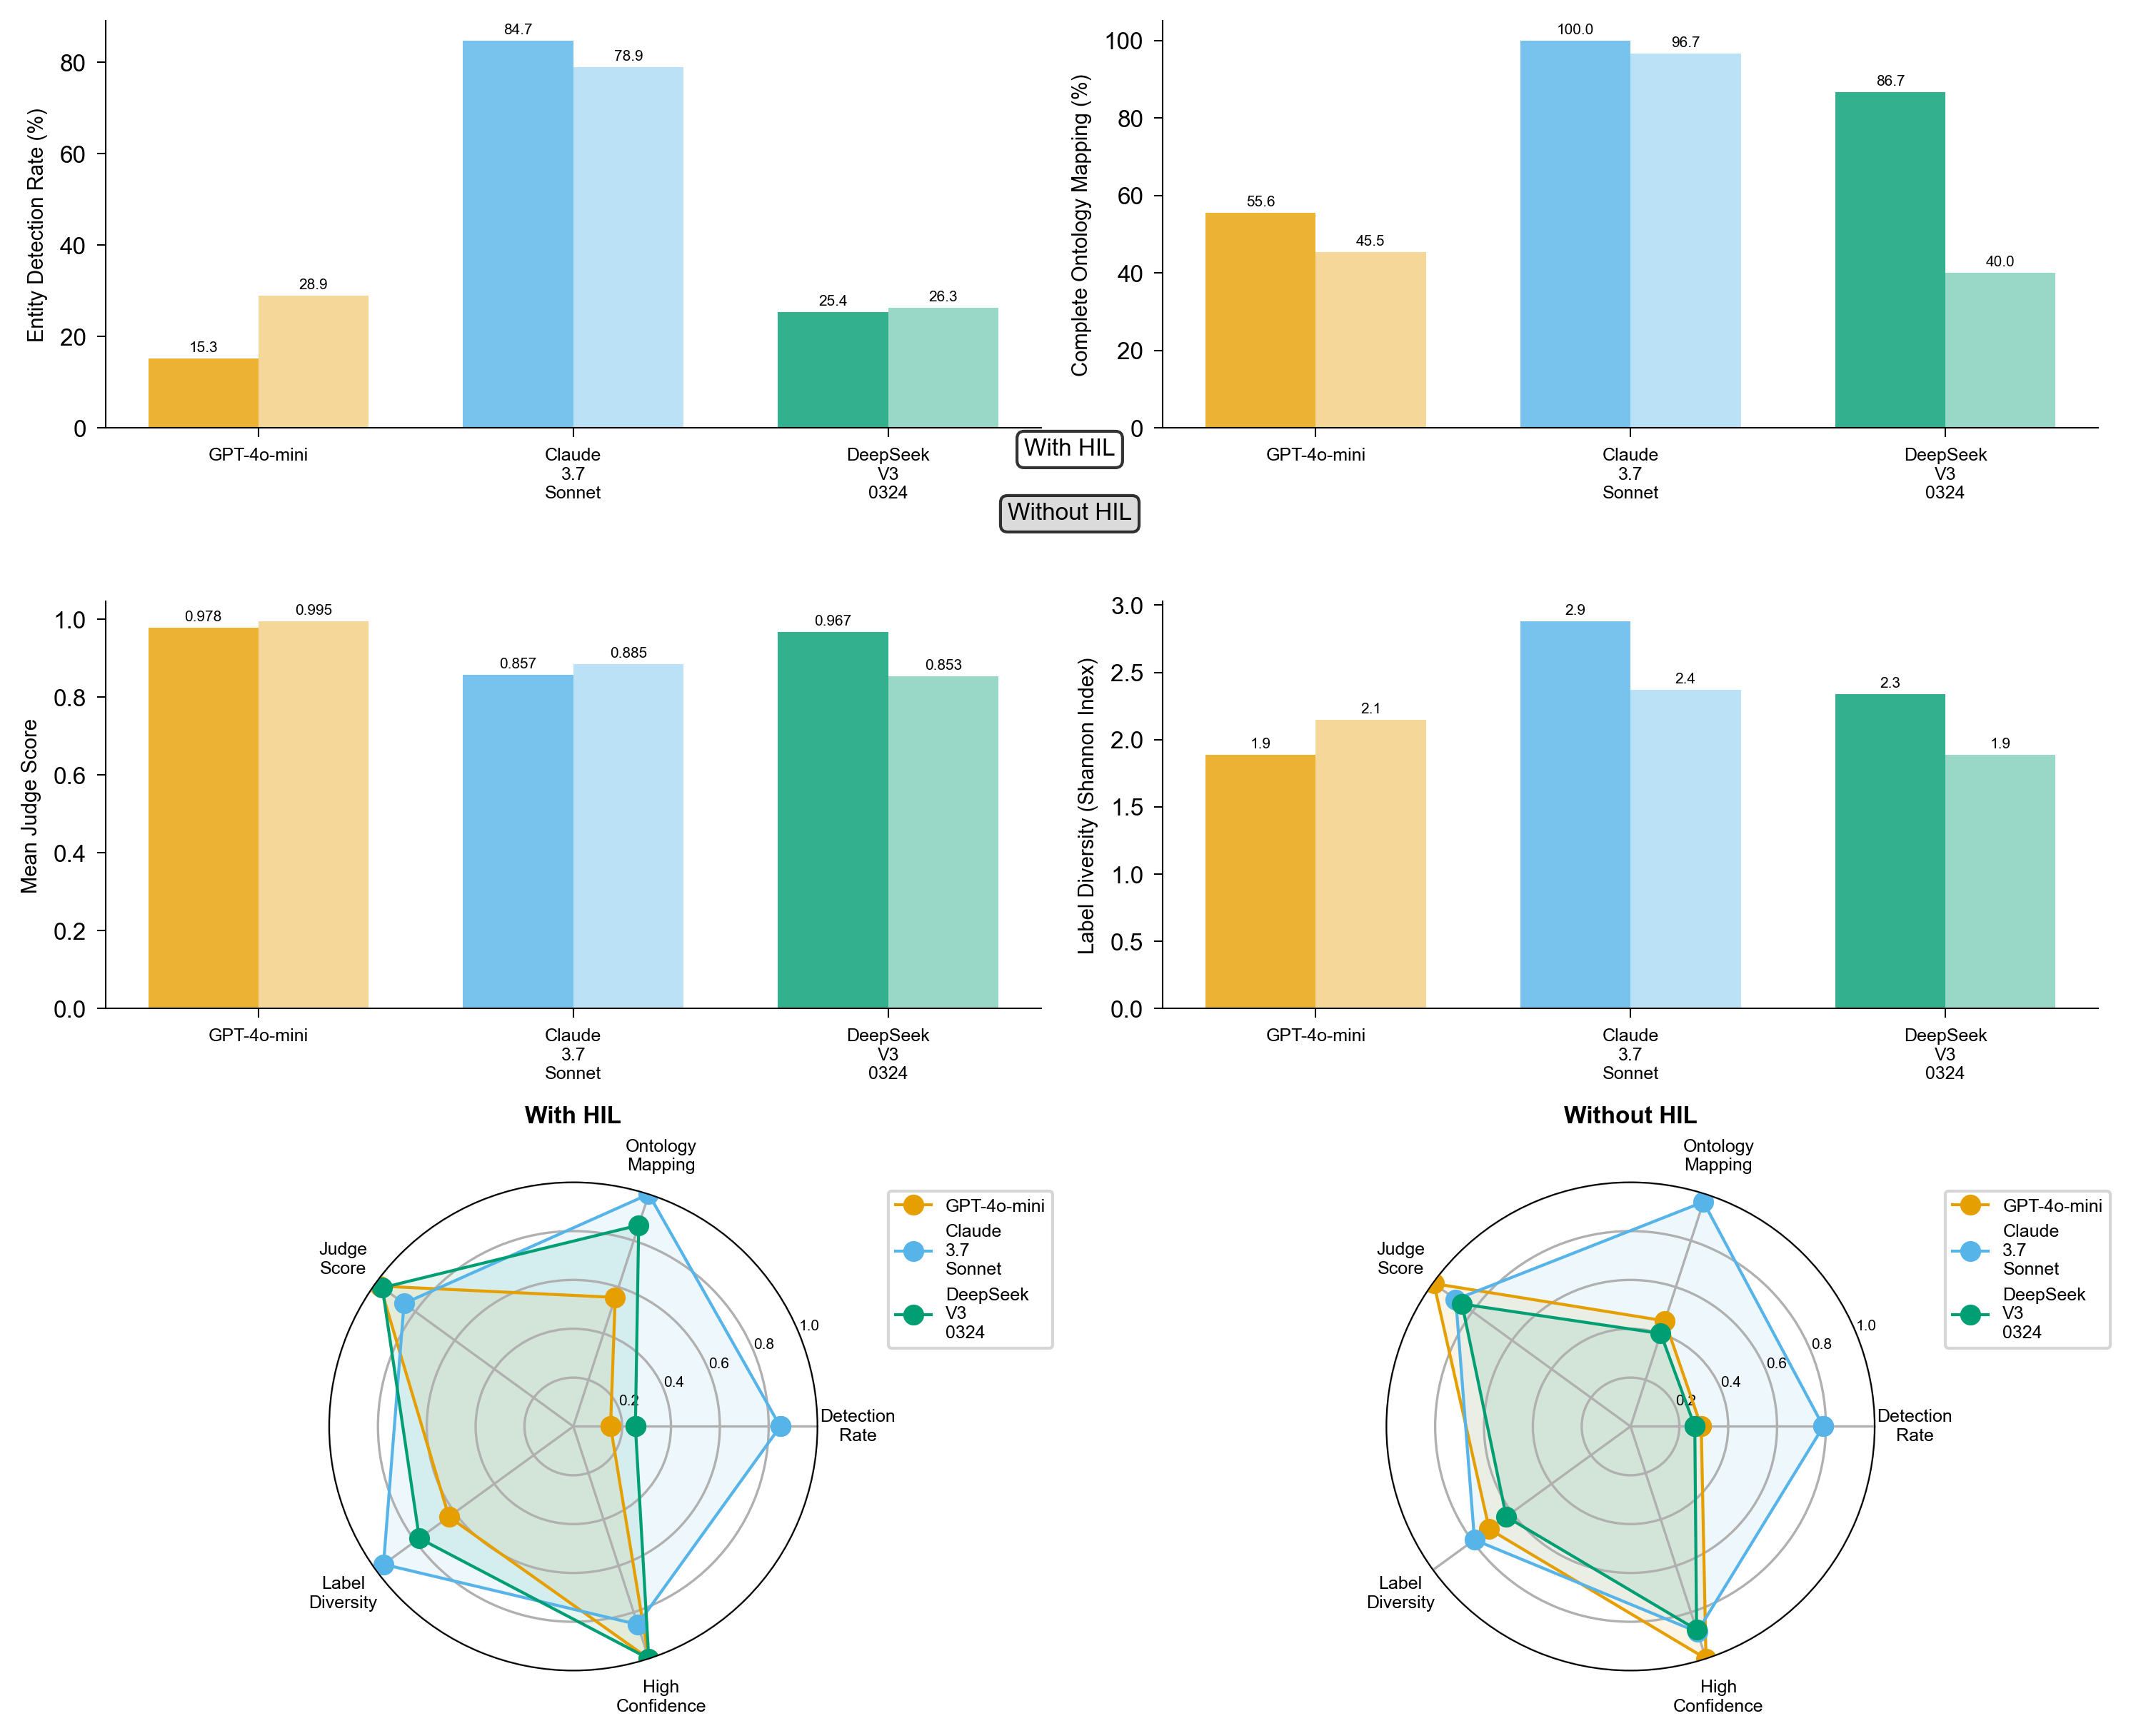 Entity Detection Rate (%)
80
60
40
20
0
84.7
78.9
28.9
15.3
25.4
26.3
GPT-4o-mini
Claude
3.7
Sonnet
DeepSeek
V3
0324
Complete Ontology Mapping (%)
100
80
60
40
20
0
100.0
96.7
86.7
55.6
45.5
40.0
GPT-4o-mini
Claude
3.7
Sonnet
DeepSeek
V3
0324
With HIL
Without HIL
Mean Judge Score
1.0
0.8
0.6
0.4
0.2
0.0
0.978
0.995
0.857
0.885
0.967
0.853
GPT-4o-mini
Claude
3.7
Sonnet
DeepSeek
V3
0324
Label Diversity (Shannon Index)
3.0
2.5
2.0
1.5
1.0
0.5
0.0
1.9
2.1
2.9
2.4
2.3
1.9
GPT-4o-mini
Claude
3.7
Sonnet
DeepSeek
V3
0324
With HIL
Ontology
Mapping
Judge
Score
Label
Diversity
High
Confidence
Detection
Rate
0.2
0.4
0.6
0.8
1.0
GPT-4o-mini
Claude
3.7
Sonnet
DeepSeek
V3
0324
Without HIL
Ontology
Mapping
Judge
Score
Label
Diversity
High
Confidence
Detection
Rate
0.2
0.4
0.6
0.8
1.0
GPT-4o-mini
Claude
3.7
Sonnet
DeepSeek
V3
0324